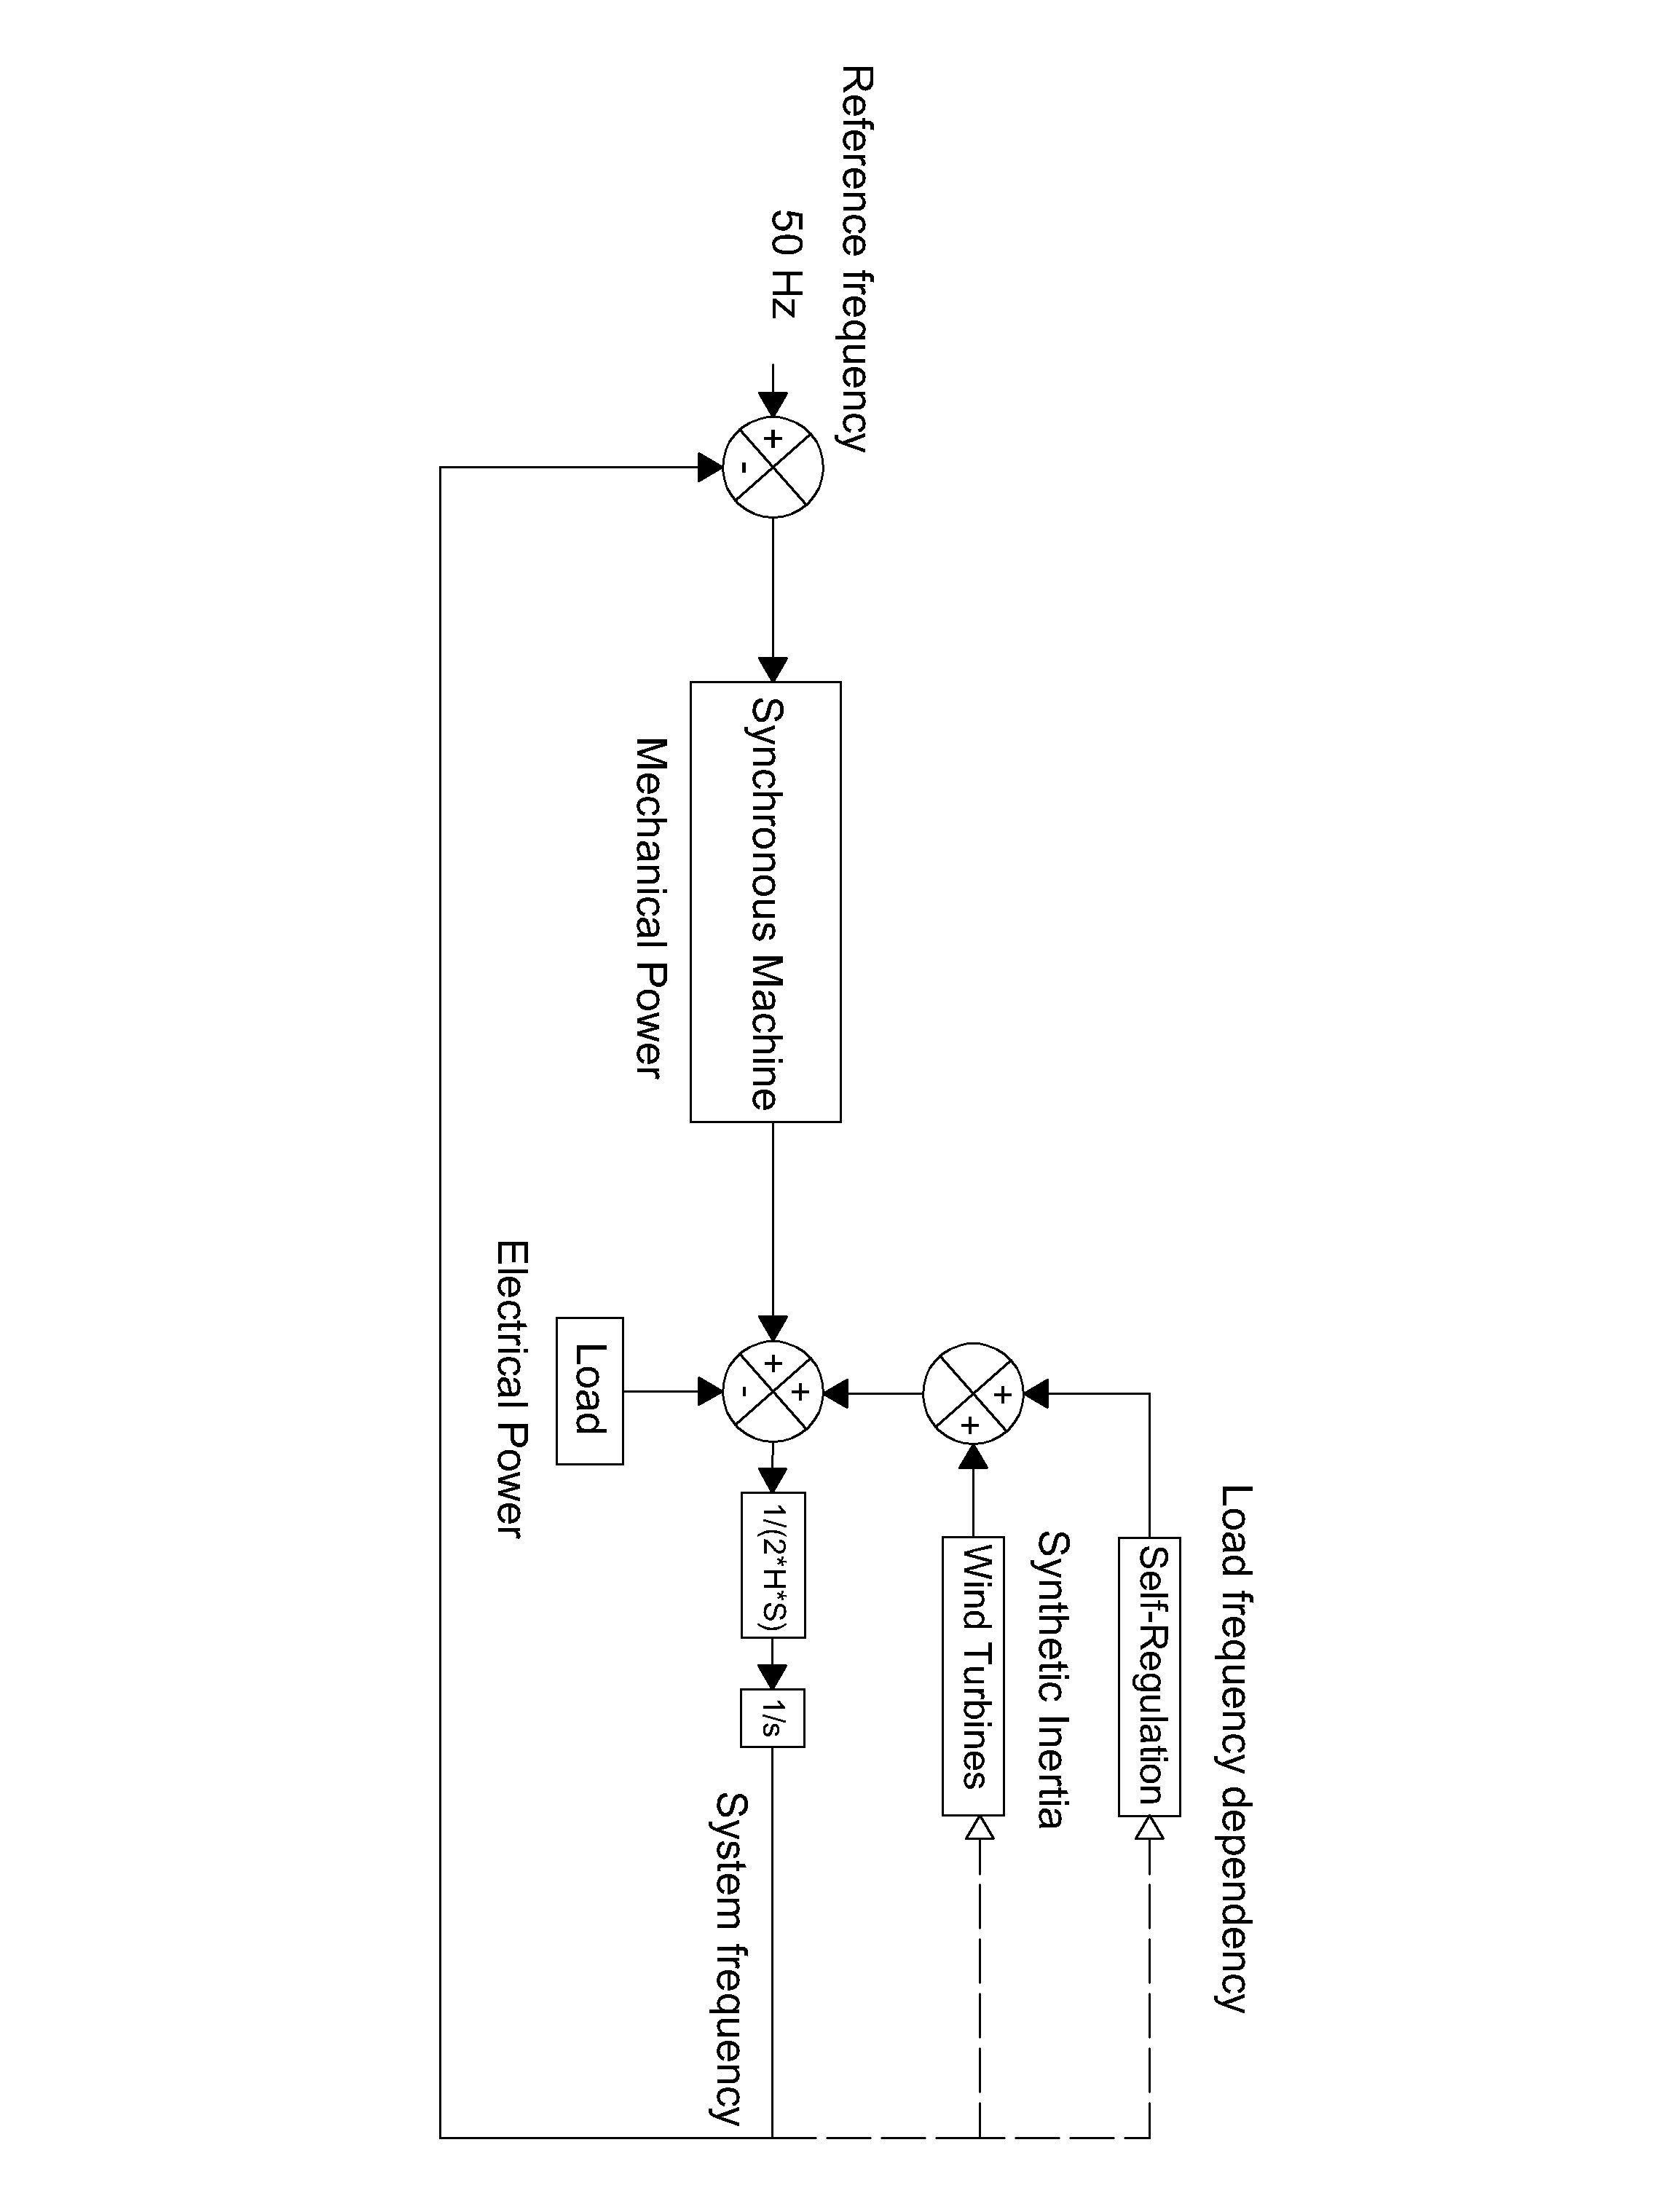 Reference frequency
50 Hz
+
-
Synchronous Machine
Mechanical Power
Load frequency dependency
Self-Regulation
Synthetic Inertia
Wind Turbines
+
+
+
+
-
1/(2*H*S)
1/s
System frequency
Load
Electrical Power